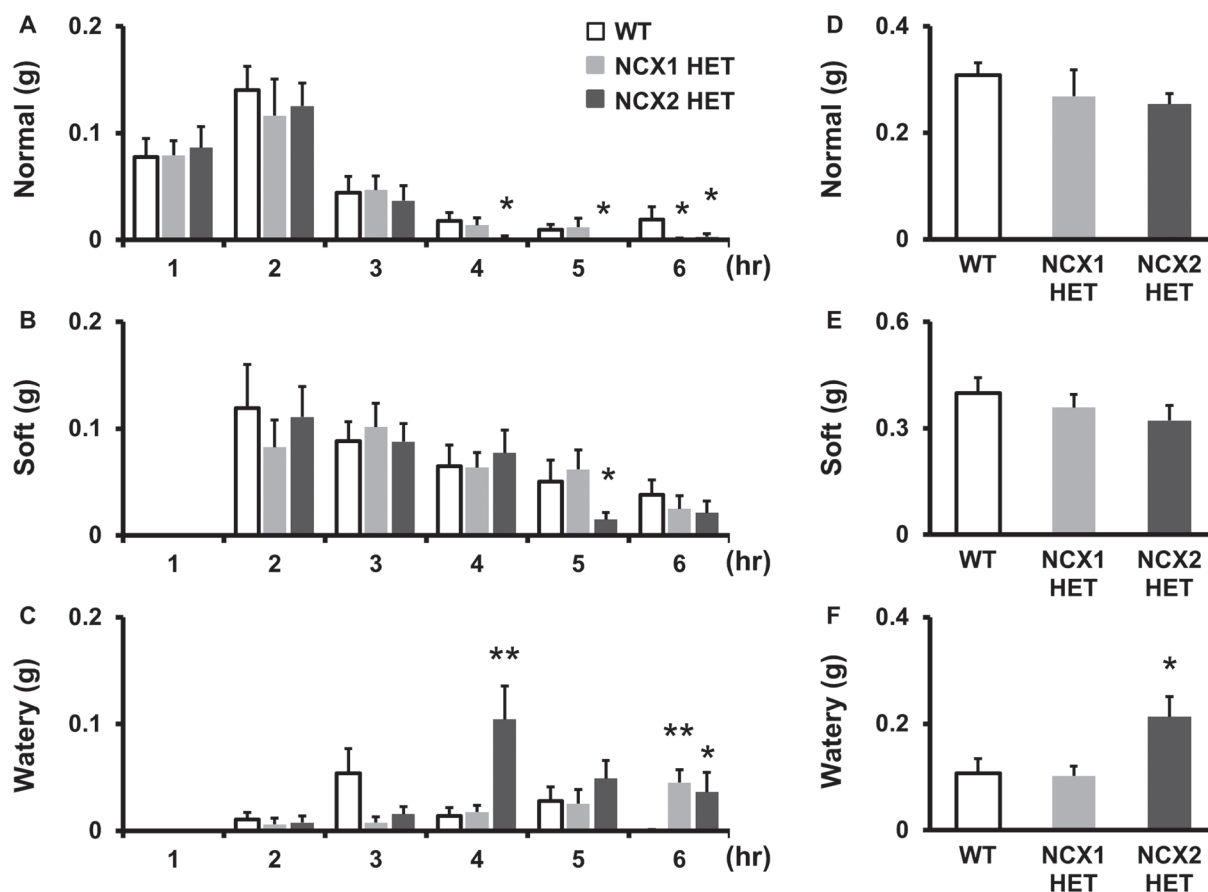 A
Normal (g)
0.2
0.1
0
WT
NCX1 HET
NCX2 HET
*
*
*
*
1 2 3 4 5 6 (hr)
D
Normal (g)
0.4
0.2
0
WT NCX1 NCX2
HET HET
B
Soft (g)
0.2
0.1
0
*
1 2 3 4 5 6 (hr)
E
Soft (g)
0.6
0.3
0
WT NCX1 NCX2
HET HET
C
Watery (g)
0.2
0.1
0
**
**
*
1 2 3 4 5 6 (hr)
F
Watery (g)
0.4
0.2
0
*
WT NCX1 NCX2
HET HET